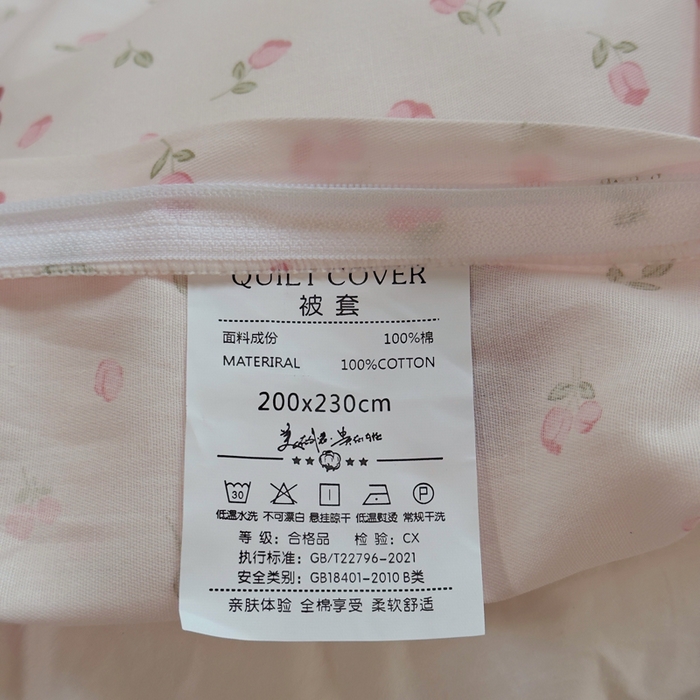 QUILT COVER
被套
面料成份 100%棉
MATERIRAL 100%COTTON
200x230cm
30 P
低温水洗 不可漂白 悬挂晾干 低温熨烫 常规干洗
等 级：合格品 检 验：CX
执行标准：GB/T22796-2021
安全类别：GB18401-2010 B类
亲肤体验 全棉享受 柔软舒适